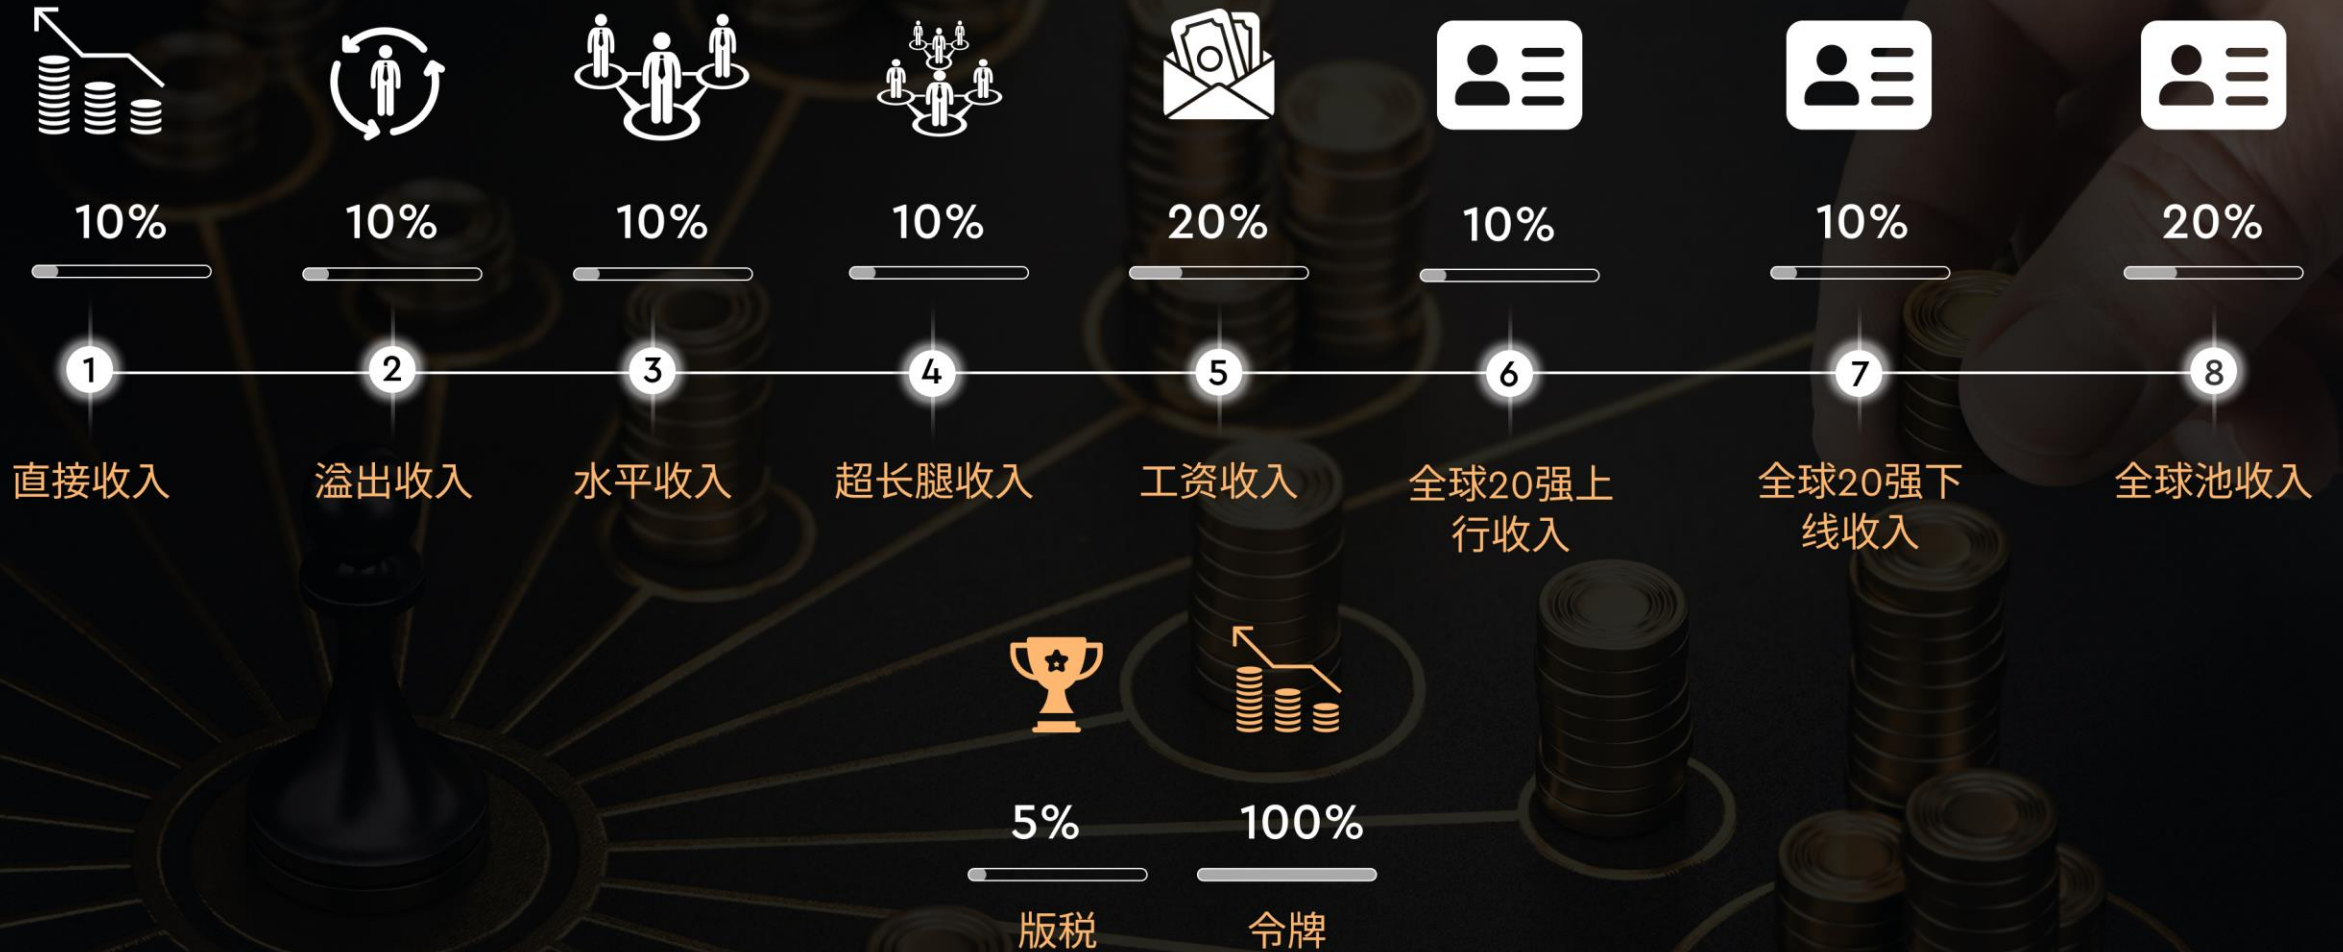 10%
10%
10%
10%
20%
10%
10%
20%
1
2
3
4
5
6
7
8
直接收入
溢出收入
水平收入
超长腿收入
工资收入
全球20强上
行收入
全球20强下
线收入
全球池收入
5%
100%
版税
令牌